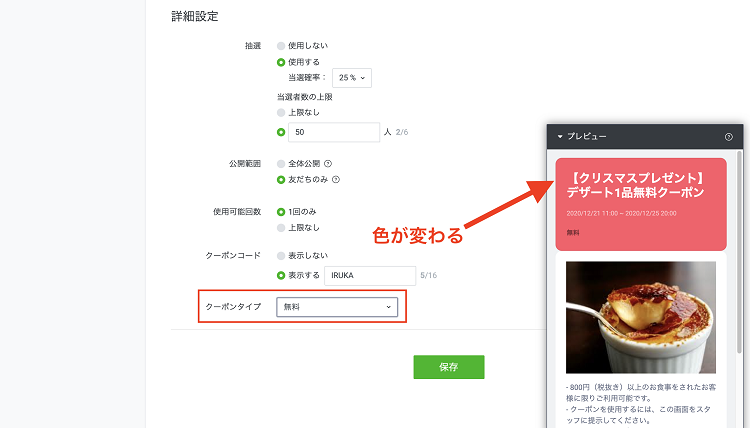 詳細設定
抽選
使用しない
使用する
当選確率： 25 %
当選者数の上限
上限なし
50 人 2/6
公開範囲
全体公開 ?
友だちのみ ?
使用可能回数
1回のみ
上限なし
クーポンコード
表示しない
表示する IRUKA 5/16
クーポンタイプ 無料
保存
色が変わる
プレビュー ?
【クリスマスプレゼント】
デザート1品無料クーポン
2020/12/21 11:00 ~ 2020/12/25 20:00
無料
- 800円（税抜き）以上のお食事をされたお客
様に限りご利用可能です。
- クーポンを使用するには、この画面をスタ
ッフに提示してください。